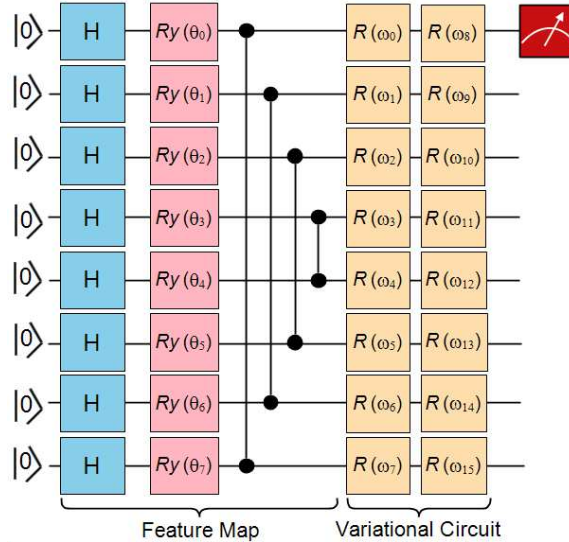 |0⟩ H Ry(θ₀) R(ω₀) R(ω₈)
|0⟩ H Ry(θ₁) R(ω₁) R(ω₉)
|0⟩ H Ry(θ₂) R(ω₂) R(ω₁₀)
|0⟩ H Ry(θ₃) R(ω₃) R(ω₁₁)
|0⟩ H Ry(θ₄) R(ω₄) R(ω₁₂)
|0⟩ H Ry(θ₅) R(ω₅) R(ω₁₃)
|0⟩ H Ry(θ₆) R(ω₆) R(ω₁₄)
|0⟩ H Ry(θ₇) R(ω₇) R(ω₁₅)
Feature Map Variational Circuit